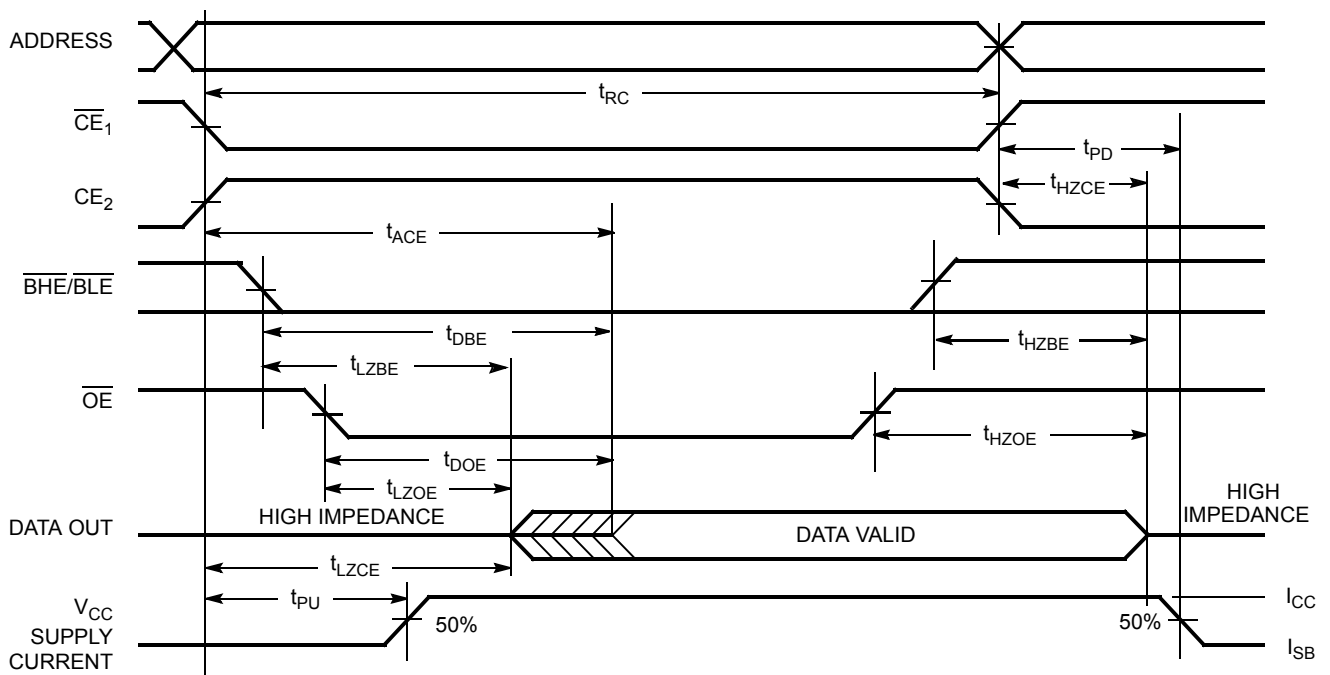 ADDRESS
tRC
CE1
tPD
tHZCE
CE2
tACE
BHE/BLE
tDBE
tHZBE
tLZBE
OE
tHZOE
tDOE
tLZOE
HIGH IMPEDANCE
HIGH
IMPEDANCE
DATA OUT
DATA VALID
tLZCE
tPU
VCC
SUPPLY
CURRENT
50%
50%
ICC
ISB